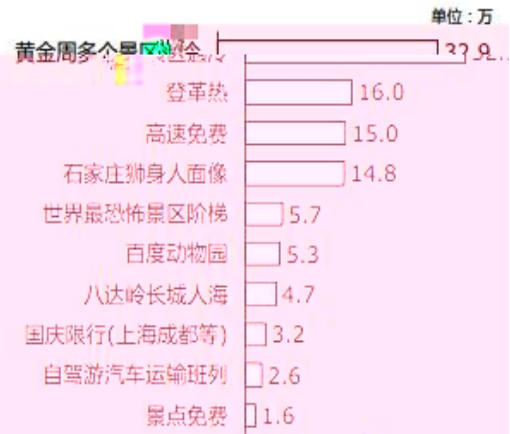 单位：万
黄金周多个景区 32.9
登革热 16.0
高速免费 15.0
石家庄狮身人面像 14.8
世界最恐怖景区阶梯 5.7
百度动物园 5.3
八达岭长城人海 4.7
国庆限行(上海成都等) 3.2
自驾游汽车运输班列 2.6
景点免费 1.6